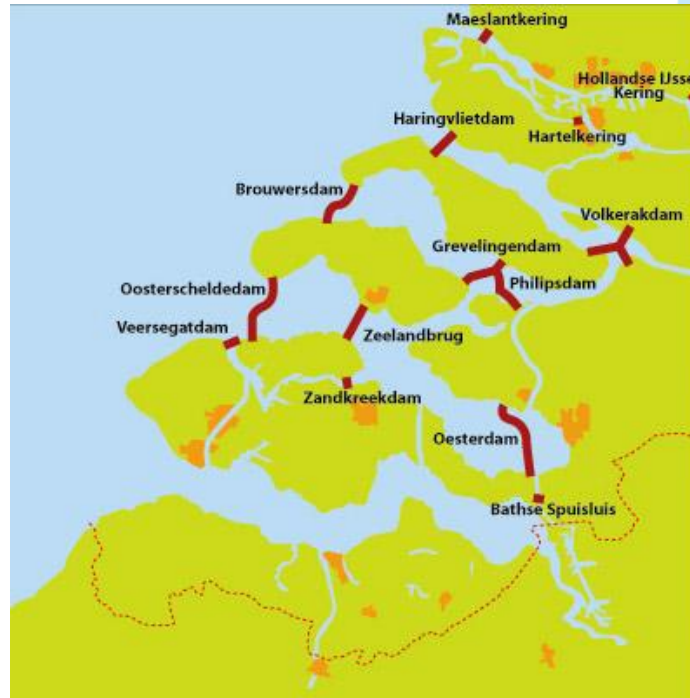 Maeslantkering
Hollandse IJsse
Kering
Haringvlietdam
Hartelkering
Brouwersdam
Volkerakdam
Grevelingendam
Philipsdam
Oosterscheldedam
Veersegatdam
Zeelandbrug
Zandkreekdam
Oesterdam
Bathse Spuisluis